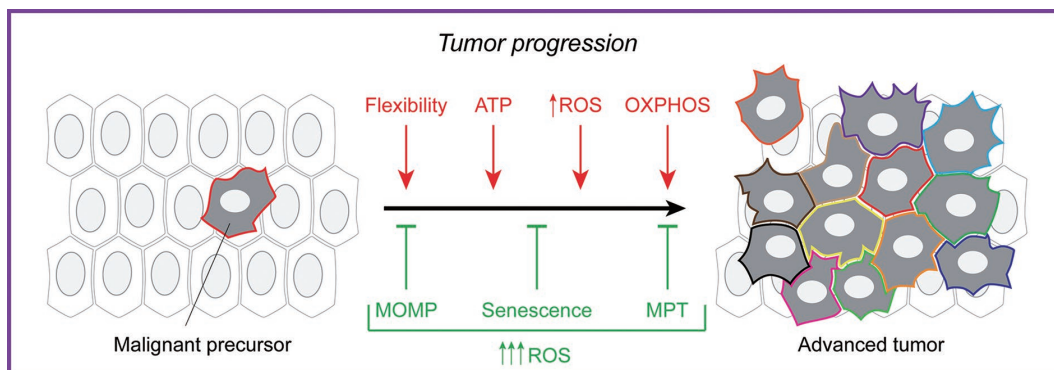 Tumor progression
Flexibility ATP ↑ROS OXPHOS
MOMP Senescence MPT
Malignant precursor ↑↑↑ROS Advanced tumor